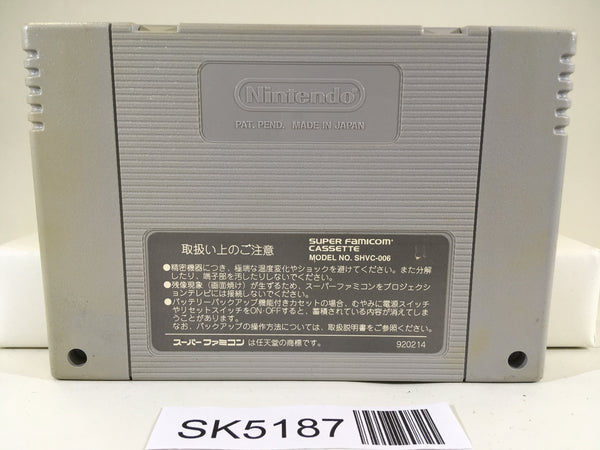 Nintendo
PAT. PEND. MADE IN JAPAN
取扱い上のご注意
SUPER FAMICOM
CASSETTE
MODEL NO. SHVC-006
●精密機器につき、極端な温度変化やショックを避けてください。また分解
したり、端子部を汚したりしないでください。
●残像現象（画面焼け）が生ずるため、スーパーファミコンをプロジェクシ
ョンテレビには接続しないでください。
●バッテリーバックアップ機能付きカセットの場合、むやみに電源スイッチ
やリセットスイッチをON・OFFすると、蓄積されている内容が消えてしま
うことがあります。
なお、バックアップの操作方法については、取扱説明書をご参照ください。
スーパーファミコン は任天堂の商標です。
920214
SK5187